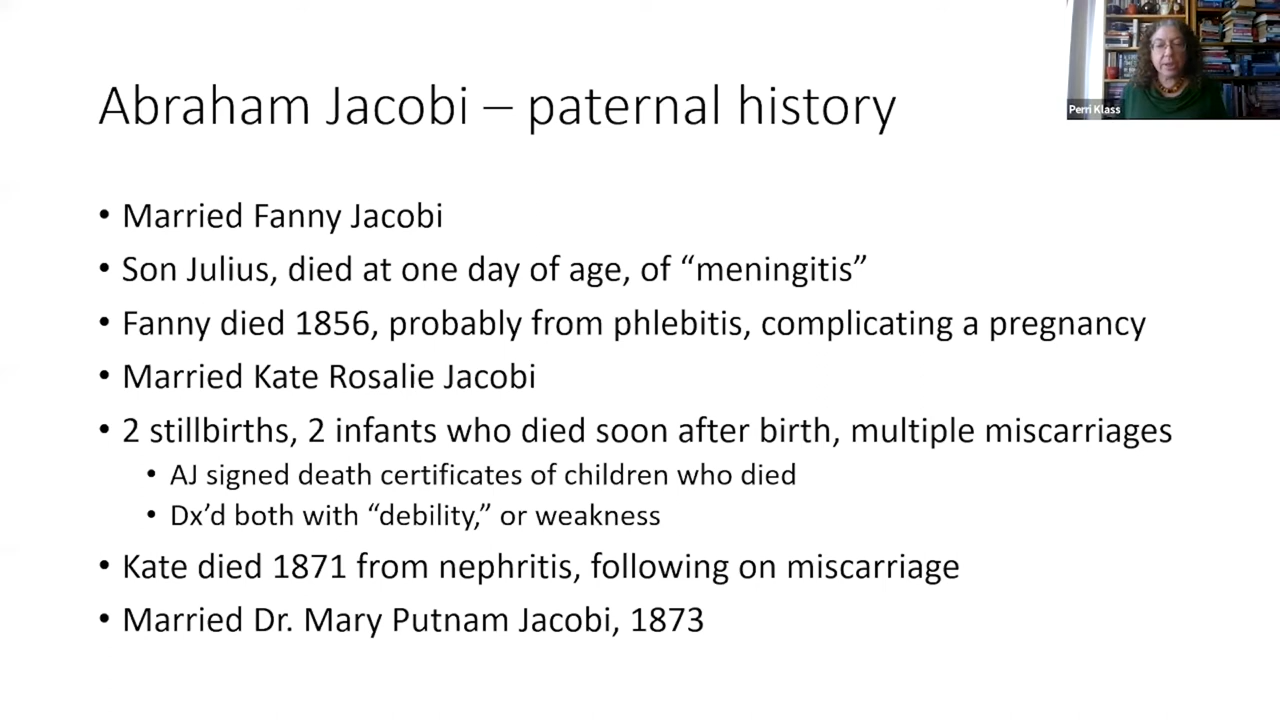 Abraham Jacobi – paternal history
Perri Klass
• Married Fanny Jacobi
• Son Julius, died at one day of age, of “meningitis”
• Fanny died 1856, probably from phlebitis, complicating a pregnancy
• Married Kate Rosalie Jacobi
• 2 stillbirths, 2 infants who died soon after birth, multiple miscarriages
• AJ signed death certificates of children who died
• Dx’d both with “debility,” or weakness
• Kate died 1871 from nephritis, following on miscarriage
• Married Dr. Mary Putnam Jacobi, 1873